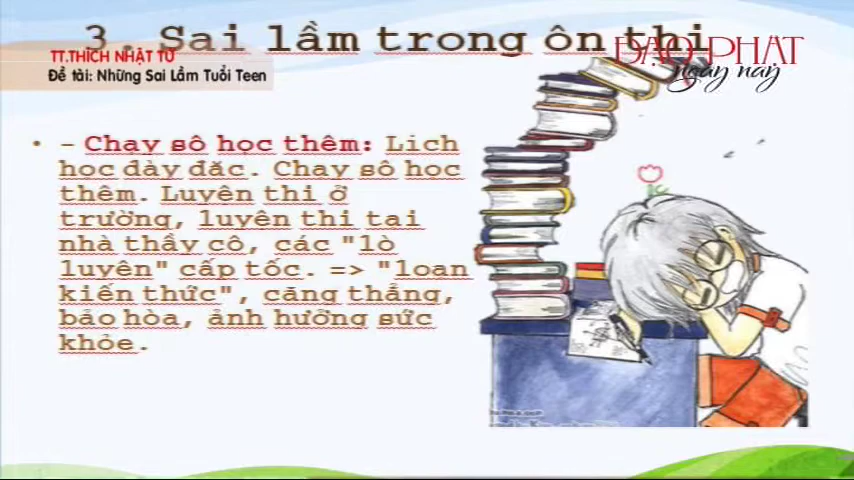 3. Sai lầm trong ôn thi
TT.THÍCH NHẬT TỪ
Đề tài: Những Sai Lầm Tuổi Teen
ĐẠO PHẬT
ngày nay
• – Chạy sô học thêm: Lịch
học dày đặc. Chạy sô học
thêm. Luyện thi ở
trường, luyện thi tại
nhà thầy cô, các "lò
luyện" cấp tốc. => "loạn
kiến thức", căng thẳng,
bảo hòa, ảnh hưởng sức
khỏe.